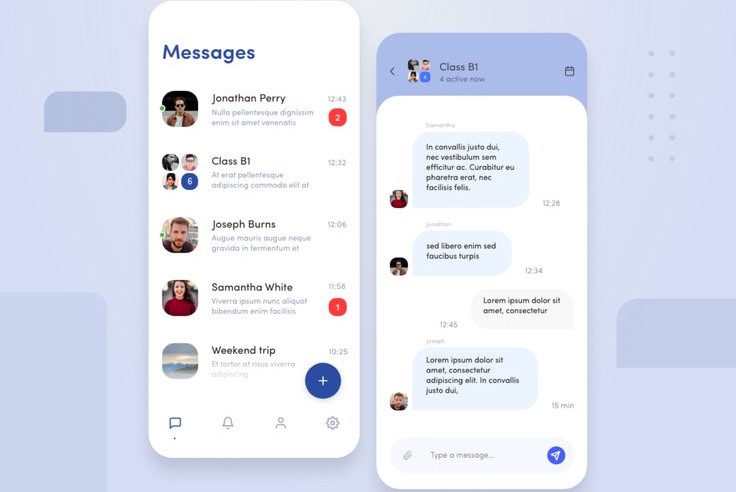 Messages
Jonathan Perry
12:43
Nulla pellentesque dignissim
enim sit amet venenatis
2
Class B1
12:32
6
At erat pellentesque
adipiscing commodo elit at
Joseph Burns
12:06
Augue mauris augue neque
gravida in fermentum et
Samantha White
11:58
Viverra ipsum nunc aliquot
bibendum enim facilisis
1
Weekend trip
10:25
Et tortor at risus viverra
adipiscing
Class B1
4 active now
Samantha
In convallis justo dui,
nec vestibulum sem
efficitur ac. Curabitur eu
pharetra erat, nec
facilisis felis.
12:28
Jonathan
sed libero enim sed
faucibus turpis
12:34
Lorem ipsum dolor sit
amet, consectetur
12:45
Joseph
Lorem ipsum dolor sit
amet, consectetur
adipiscing elit. In convallis
justo dui,
15 min
Type a message...